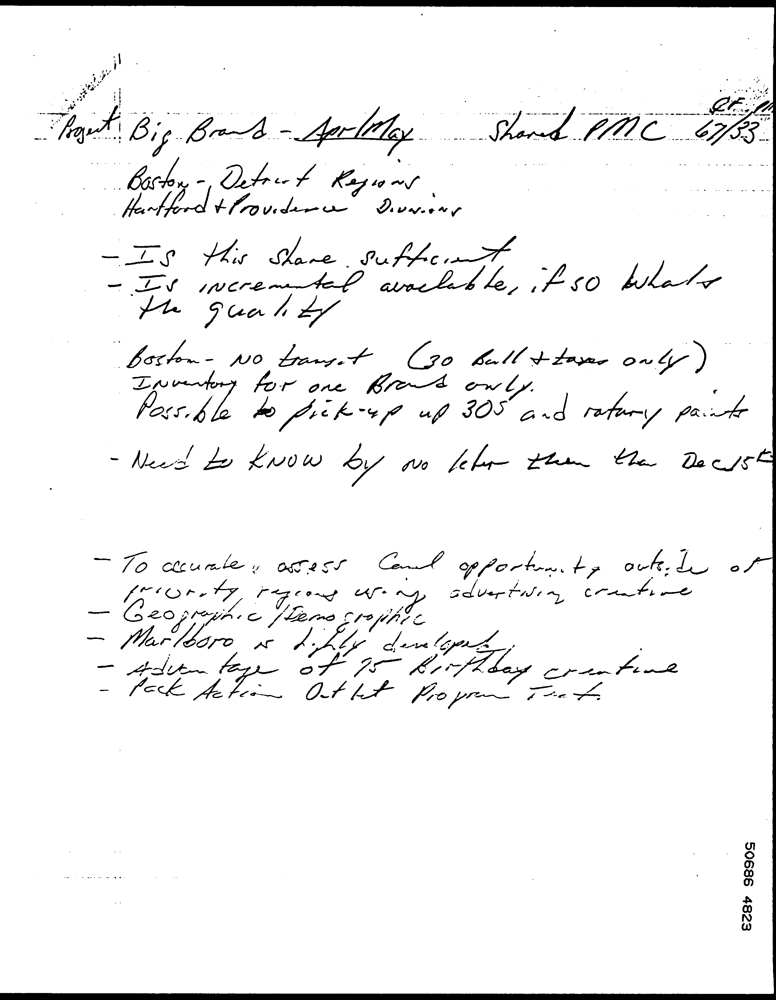 Project Big Brand - Apr/May Shared PMC 67/33
Boston - Detroit Regions
Hartford + Providence Divisions
- Is this share sufficient
- Is incremental available, if so whats
the quality
Boston - No transit (30 Bull + taxes only)
Inventory for one Brand only.
Possible to pick-up up 30S and rotary paints
- Need to KNOW by no later then the Dec 15th
- To accurately assess Camel opportunity outside of
priority regions using advertising creative
- Geographic / Demographic
- Marlboro is highly developed.
- Advantage of 75 Birthday creative
- Pack Action Outlet Program Test.
50686 4823